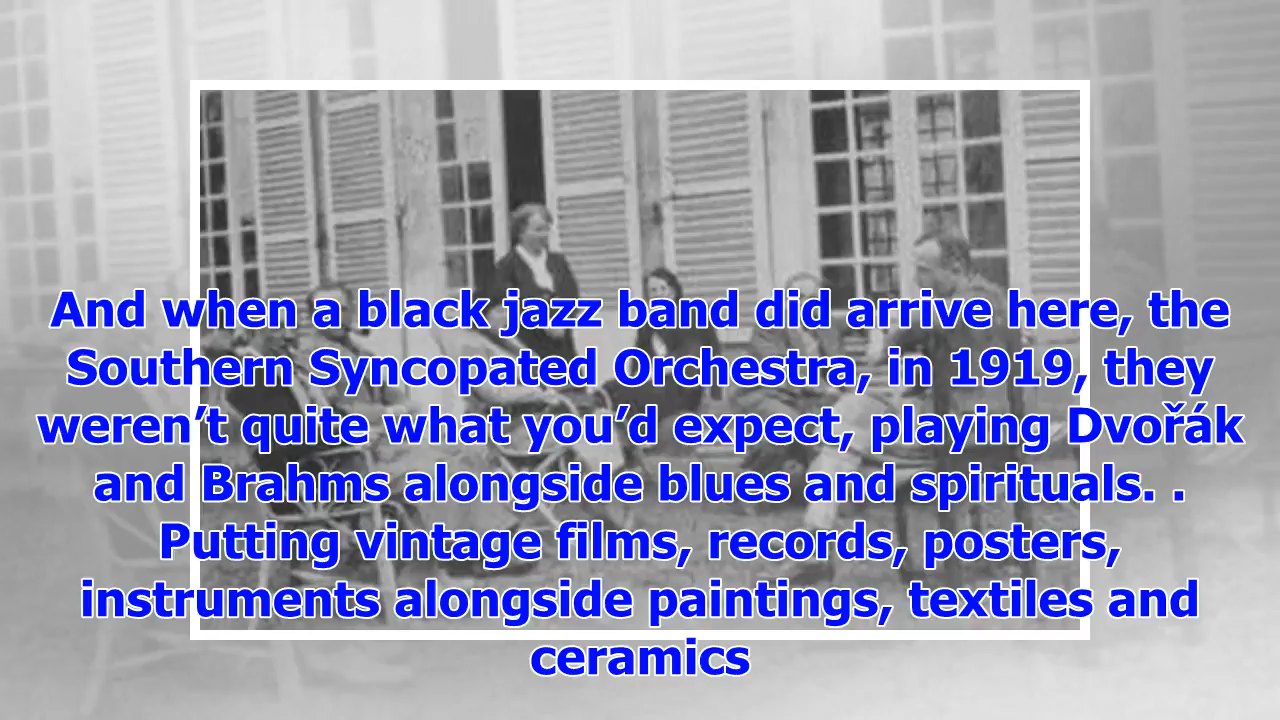 And when a black jazz band did arrive here, the
Southern Syncopated Orchestra, in 1919, they
weren’t quite what you’d expect, playing Dvořák
and Brahms alongside blues and spirituals. .
Putting vintage films, records, posters,
instruments alongside paintings, textiles and
ceramics